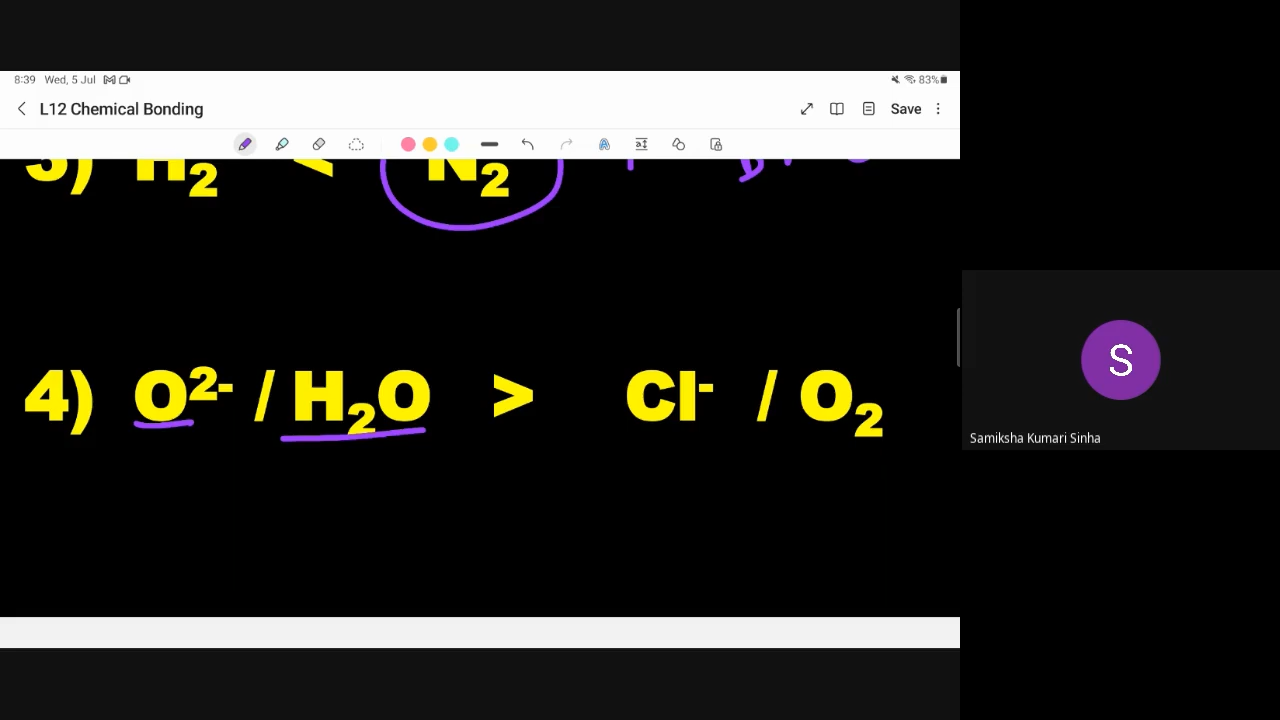 8:39 Wed, 5 Jul 83%
L12 Chemical Bonding Save
3) H₂ < N₂
4) O²⁻ / H₂O > Cl⁻ / O₂
S
Samiksha Kumari Sinha